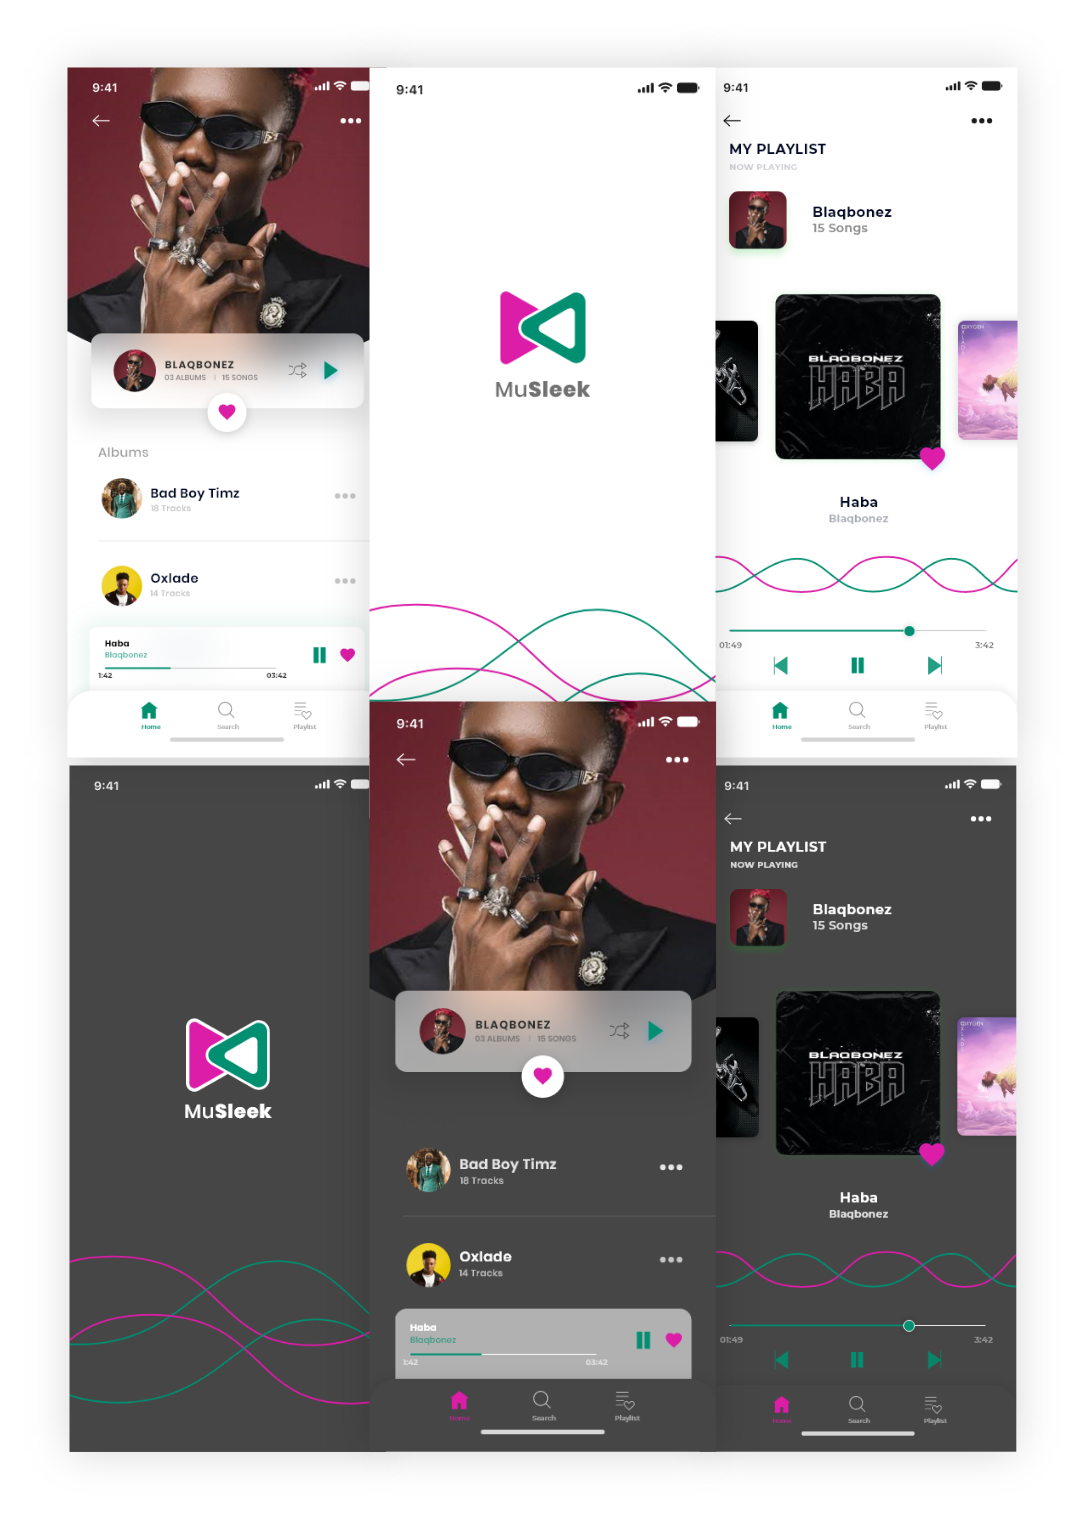 9:41
BLAQBONEZ
03 ALBUMS | 15 SONGS
Albums
Bad Boy Timz
18 Tracks
Oxlade
14 Tracks
Haba
Blaqbonez
1:42 03:42
Home Search Playlist
9:41
MuSleek
9:41
MY PLAYLIST
NOW PLAYING
Blaqbonez
15 Songs
BLAQBONEZ
HABA
OXYGEN
Haba
Blaqbonez
01:49 3:42
Home Search Playlist
9:41
MuSleek
9:41
BLAQBONEZ
03 ALBUMS | 15 SONGS
Bad Boy Timz
18 Tracks
Oxlade
14 Tracks
Haba
Blaqbonez
1:42 03:42
Home Search Playlist
9:41
MY PLAYLIST
NOW PLAYING
Blaqbonez
15 Songs
BLAQBONEZ
HABA
OXYGEN
Haba
Blaqbonez
01:49 3:42
Home Search Playlist